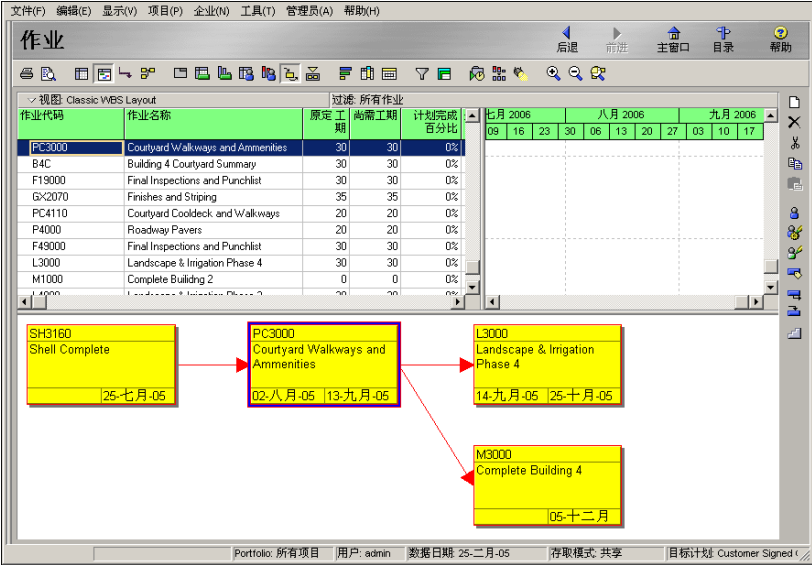 文件(F) 编辑(E) 显示(V) 项目(P) 企业(N) 工具(T) 管理员(A) 帮助(H)
作业
后退 前进 主窗口 目录 帮助
视图: Classic WBS Layout 过滤: 所有作业
作业代码 作业名称 原定 工期 尚需工期 计划完成百分比
七月 2006 八月 2006 九月 2006
09 16 23 30 06 13 20 27 03 10 17
PC3000 Courtyard Walkways and Ammenities 30 30 0%
B4C Building 4 Courtyard Summary 30 30 0%
F19000 Final Inspections and Punchlist 30 30 0%
GX2070 Finishes and Striping 35 35 0%
PC4110 Courtyard Cooldeck and Walkways 20 20 0%
P4000 Roadway Pavers 20 20 0%
F49000 Final Inspections and Punchlist 30 30 0%
L3000 Landscape & Irrigation Phase 4 30 30 0%
M1000 Complete Builidng 2 0 0 0%
SH3160
Shell Complete
25-七月-05
PC3000
Courtyard Walkways and
Ammenities
02-八月-05 13-九月-05
L3000
Landscape & Irrigation
Phase 4
14-九月-05 25-十月-05
M3000
Complete Building 4
05-十二月
Portfolio: 所有项目 用户: admin 数据日期: 25-二月-05 存取模式: 共享 目标计划: Customer Signed